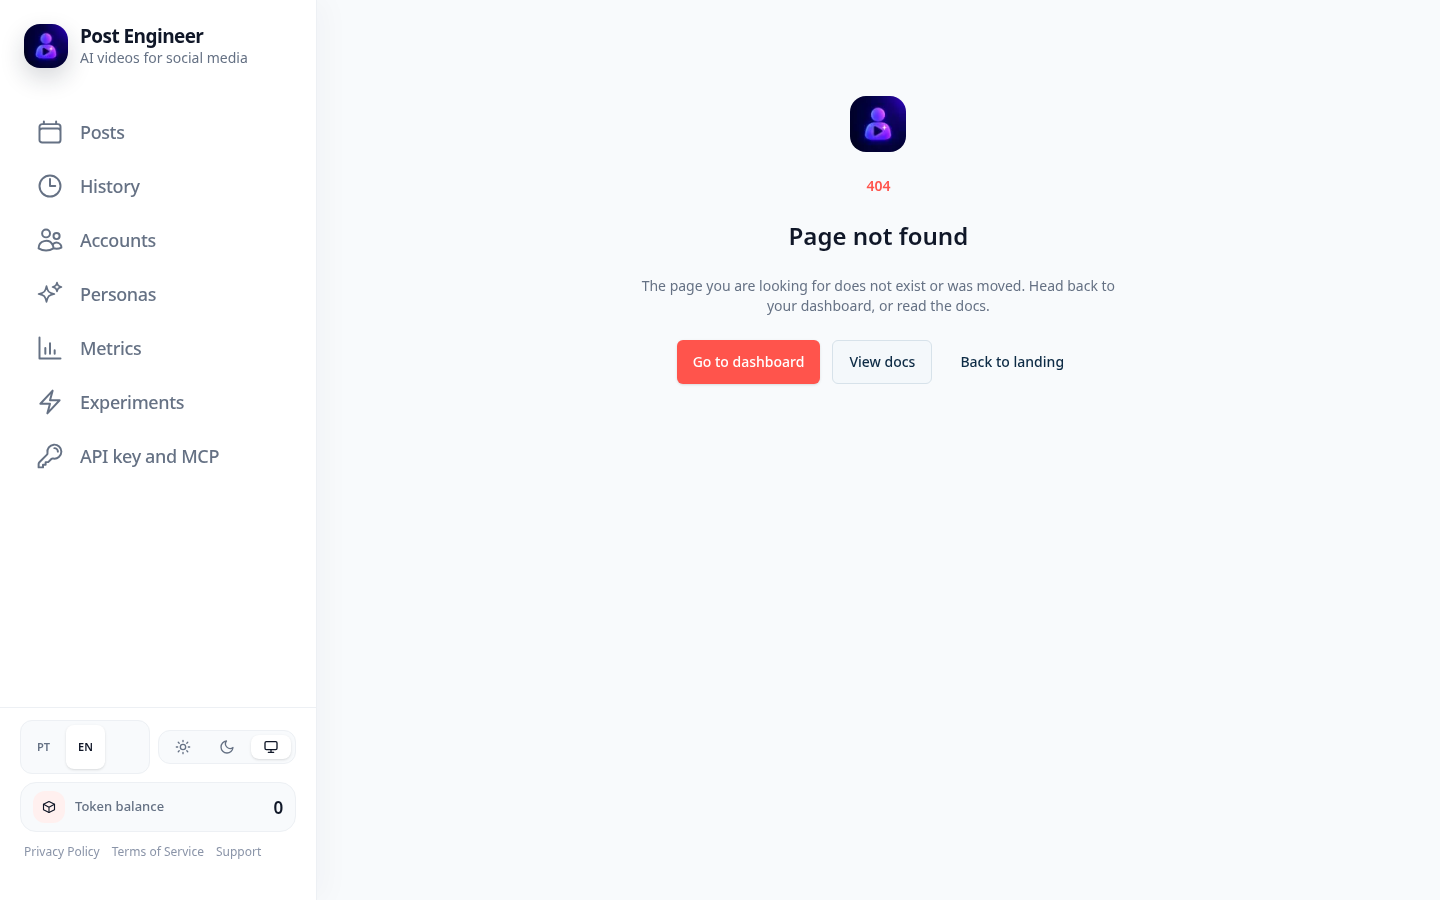 Post Engineer
AI videos for social media
Posts
History
Accounts
Personas
Metrics
Experiments
API key and MCP
PT
EN
Token balance
0
Privacy Policy
Terms of Service
Support
404
Page not found
The page you are looking for does not exist or was moved. Head back to
your dashboard, or read the docs.
Go to dashboard
View docs
Back to landing